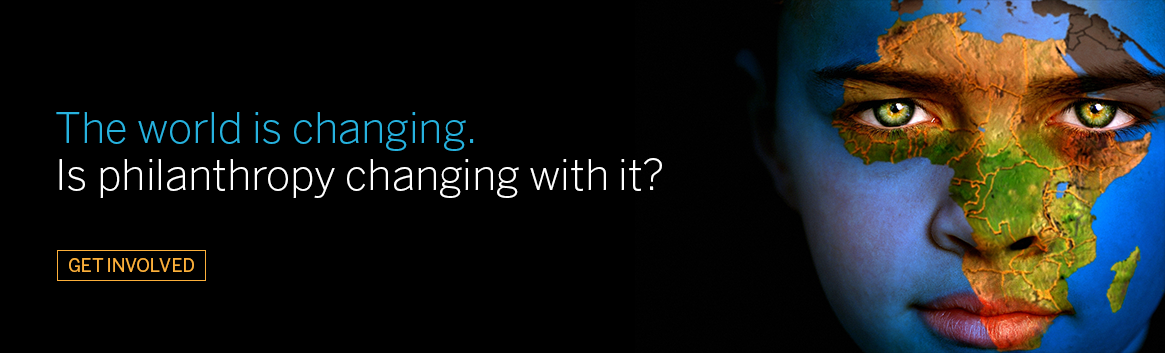 The world is changing.
Is philanthropy changing with it?
GET INVOLVED